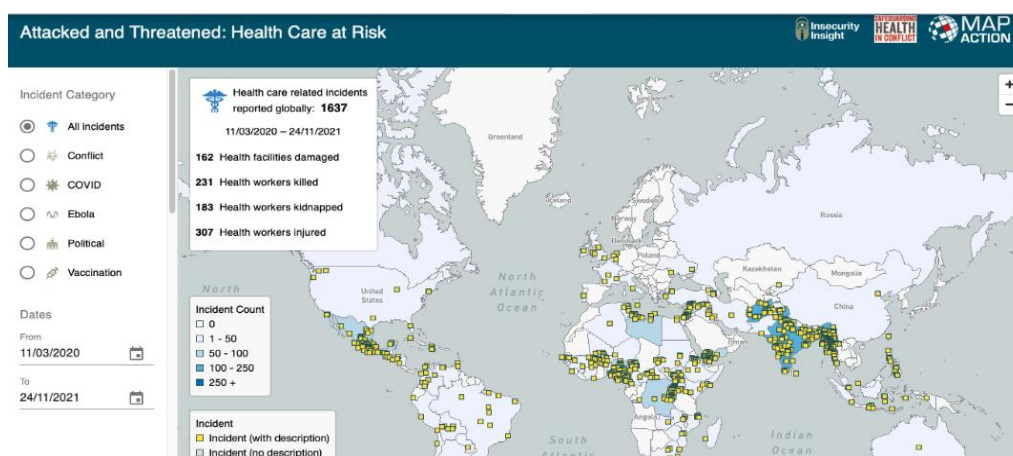 Attacked and Threatened: Health Care at Risk
Insecurity
Insight
SAFEGUARDING
HEALTH
IN CONFLICT
MAP
ACTION
Incident Category
All incidents
Conflict
COVID
Ebola
Political
Vaccination
Dates
From
11/03/2020
To
24/11/2021
Health care related incidents
reported globally: 1637
11/03/2020 – 24/11/2021
162 Health facilities damaged
231 Health workers killed
183 Health workers kidnapped
307 Health workers injured
Incident Count
0
1 - 50
50 - 100
100 - 250
250 +
Incident
Incident (with description)
Incident (no description)
Greenland
Iceland
Sweden
Norway
Denmark
Poland
Russia
Kazakhstan
Mongolia
China
Japan
United
States
North
North
Atlantic
Ocean
Oman
Angola
South
Atlantic
Indian
Ocean
+
−